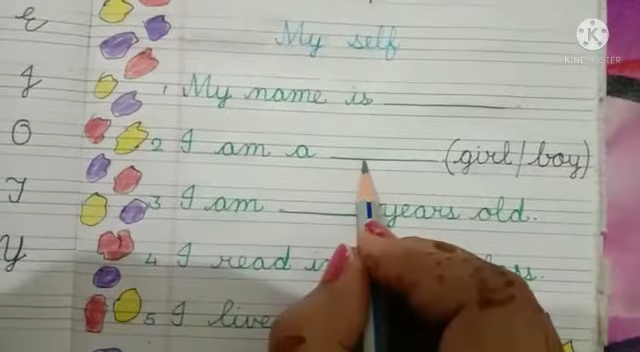 My self
1 My name is
2 I am a (girl/boy)
3 I am years old.
4 I read in
5 I live
E
J
O
T
Y
KINEMASTER